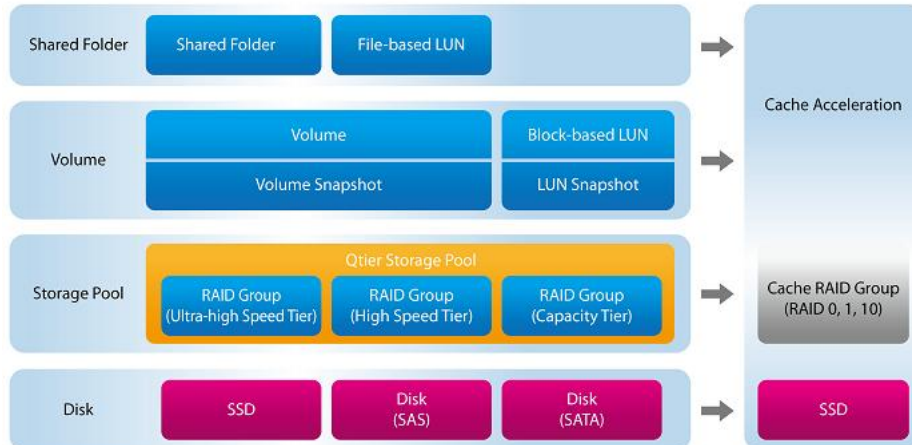 Shared Folder
Shared Folder
File-based LUN
Cache Acceleration
Volume
Volume
Block-based LUN
Volume Snapshot
LUN Snapshot
Storage Pool
Qtier Storage Pool
RAID Group
(Ultra-high Speed Tier)
RAID Group
(High Speed Tier)
RAID Group
(Capacity Tier)
Cache RAID Group
(RAID 0, 1, 10)
Disk
SSD
Disk
(SAS)
Disk
(SATA)
SSD